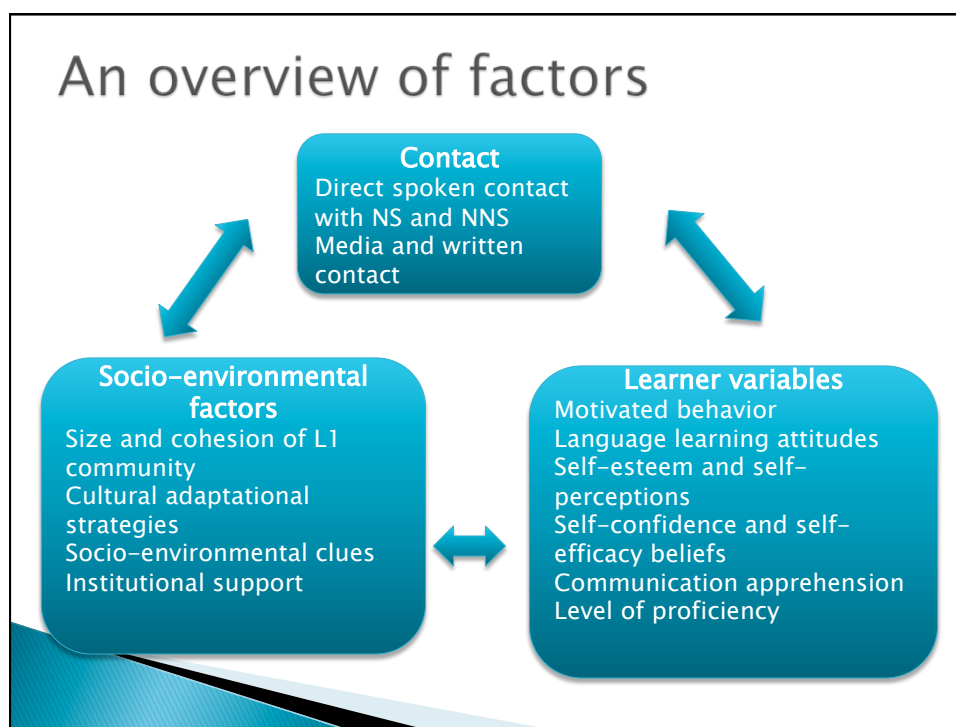 An overview of factors
Contact
Direct spoken contact
with NS and NNS
Media and written
contact
Socio-environmental
factors
Size and cohesion of L1
community
Cultural adaptational
strategies
Socio-environmental clues
Institutional support
Learner variables
Motivated behavior
Language learning attitudes
Self-esteem and self-
perceptions
Self-confidence and self-
efficacy beliefs
Communication apprehension
Level of proficiency